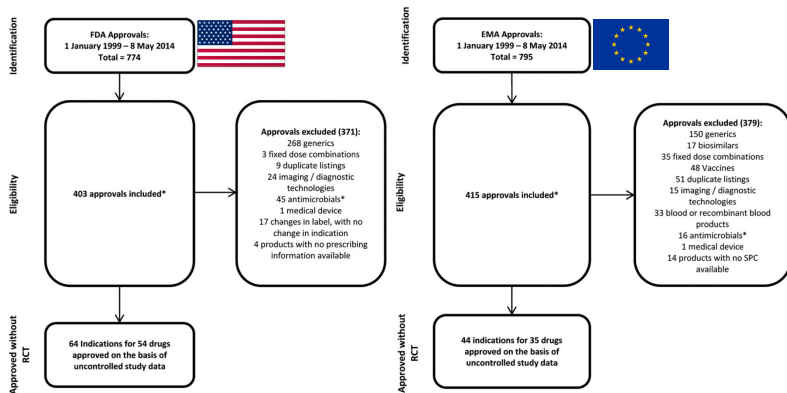 Identification
FDA Approvals:
1 January 1999 – 8 May 2014
Total = 774
Eligibility
403 approvals included*
Approvals excluded (371):
268 generics
3 fixed dose combinations
9 duplicate listings
24 imaging / diagnostic
technologies
45 antimicrobials*
1 medical device
17 changes in label, with no
change in indication
4 products with no prescribing
information available
Approved without
RCT
64 Indications for 54 drugs
approved on the basis of
uncontrolled study data
Identification
EMA Approvals:
1 January 1999 – 8 May 2014
Total = 795
Eligibility
415 approvals included*
Approvals excluded (379):
150 generics
17 biosimilars
35 fixed dose combinations
48 Vaccines
51 duplicate listings
15 imaging / diagnostic
technologies
33 blood or recombinant blood
products
16 antimicrobials*
1 medical device
14 products with no SPC
available
Approved without
RCT
44 indications for 35 drugs
approved on the basis of
uncontrolled study data